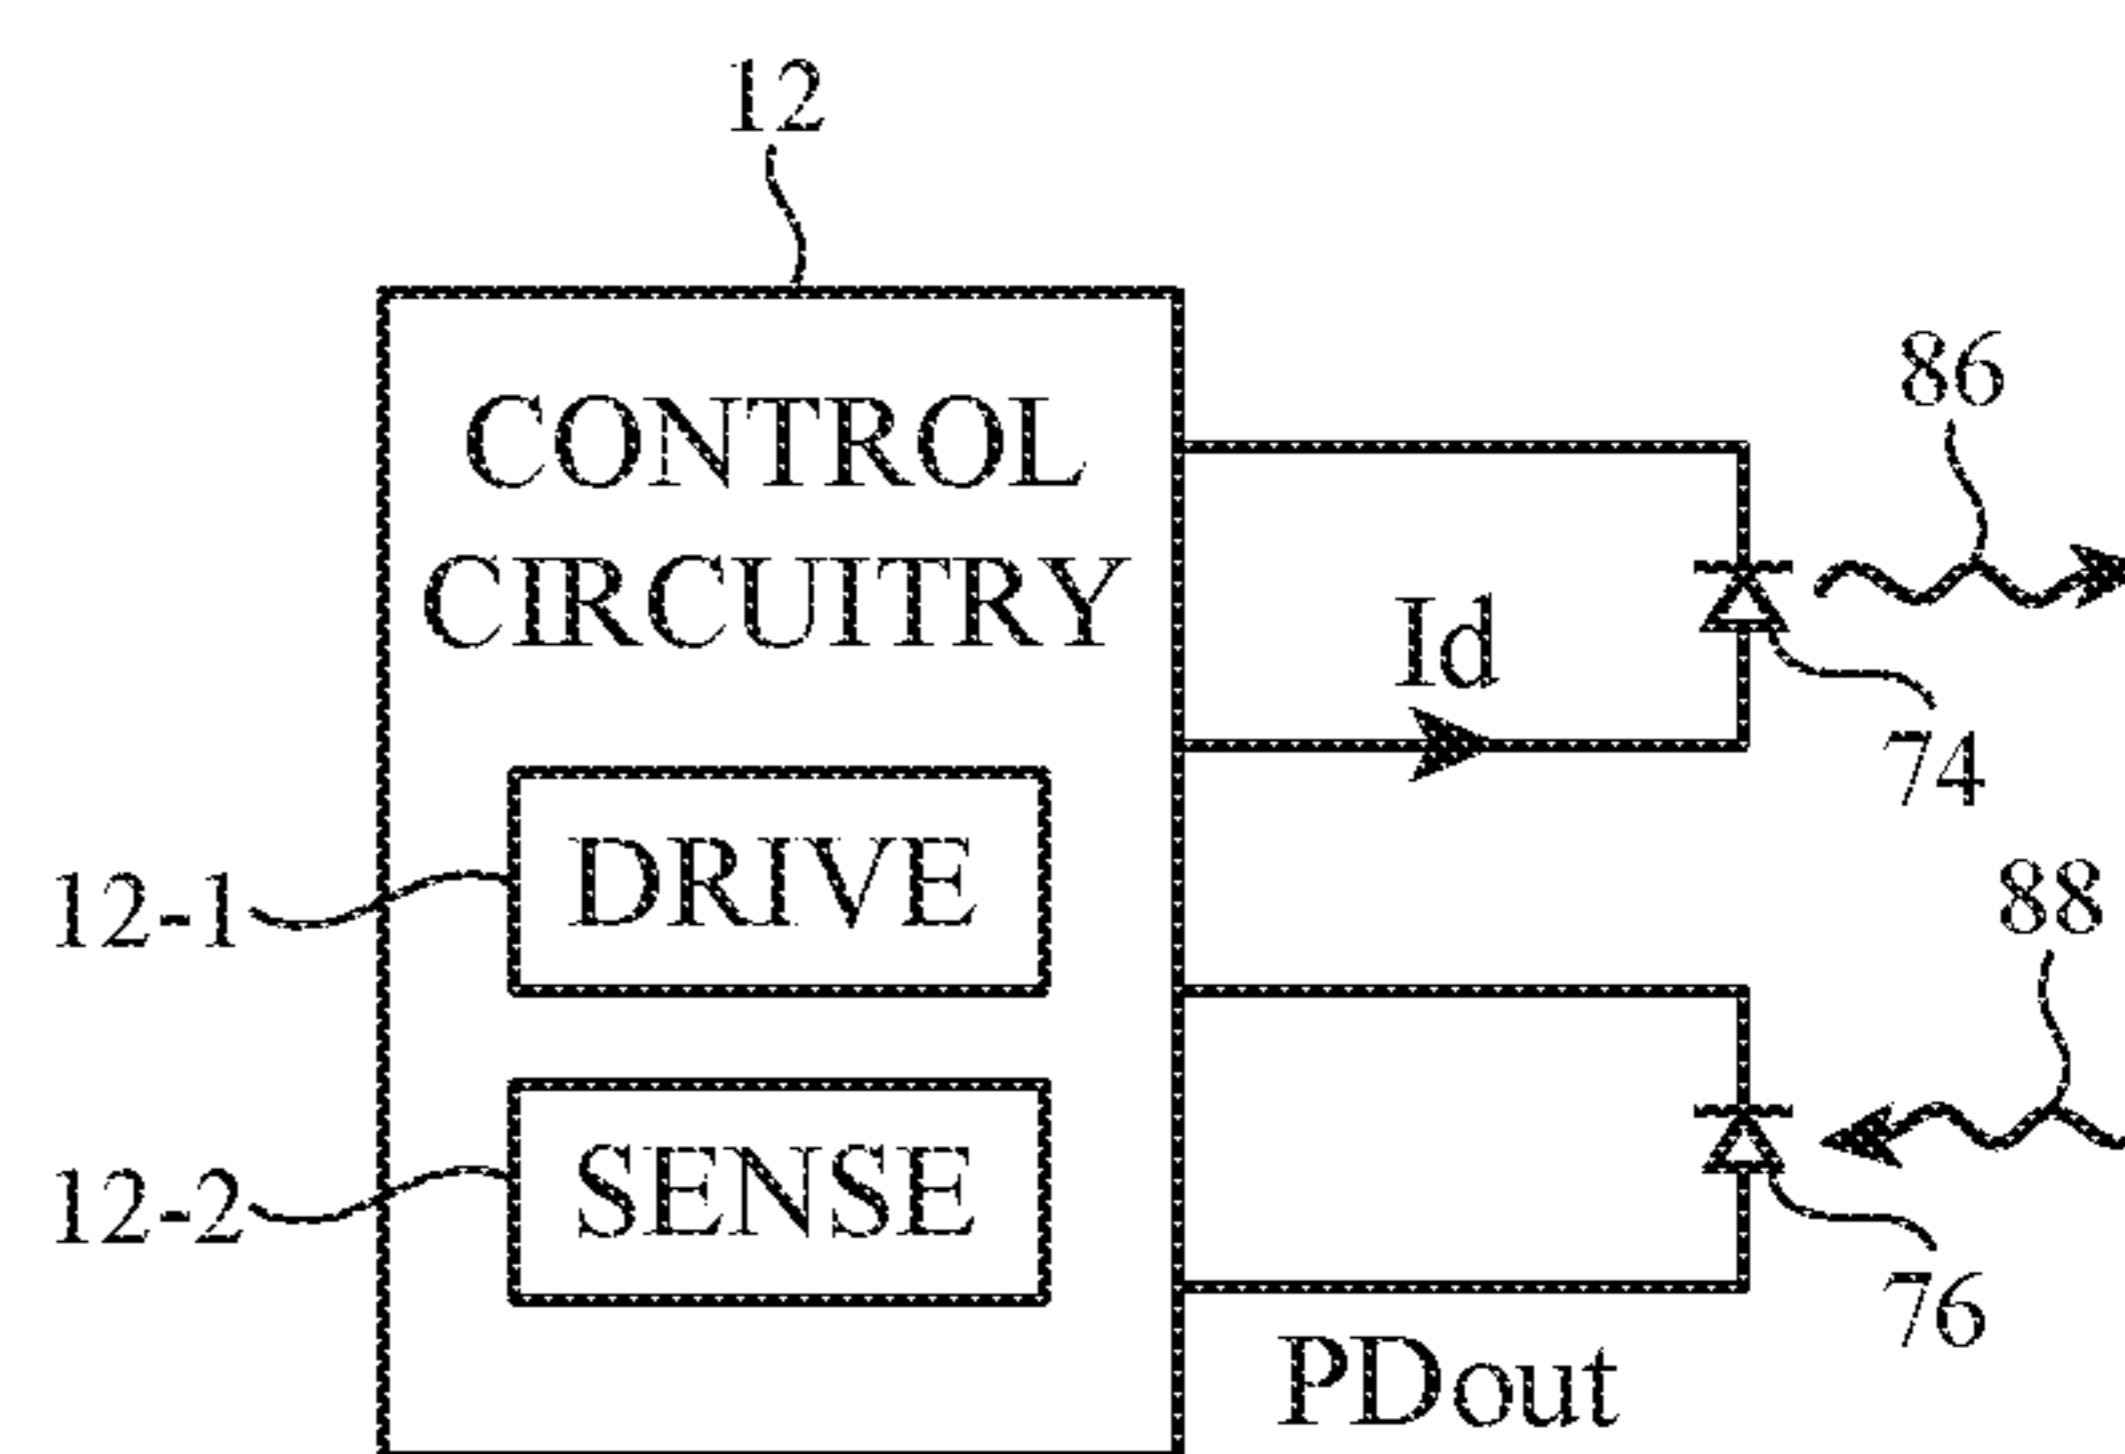 12
CONTROL
CIRCUITRY
86
Id
74
12-1
DRIVE
88
12-2
SENSE
76
PDout